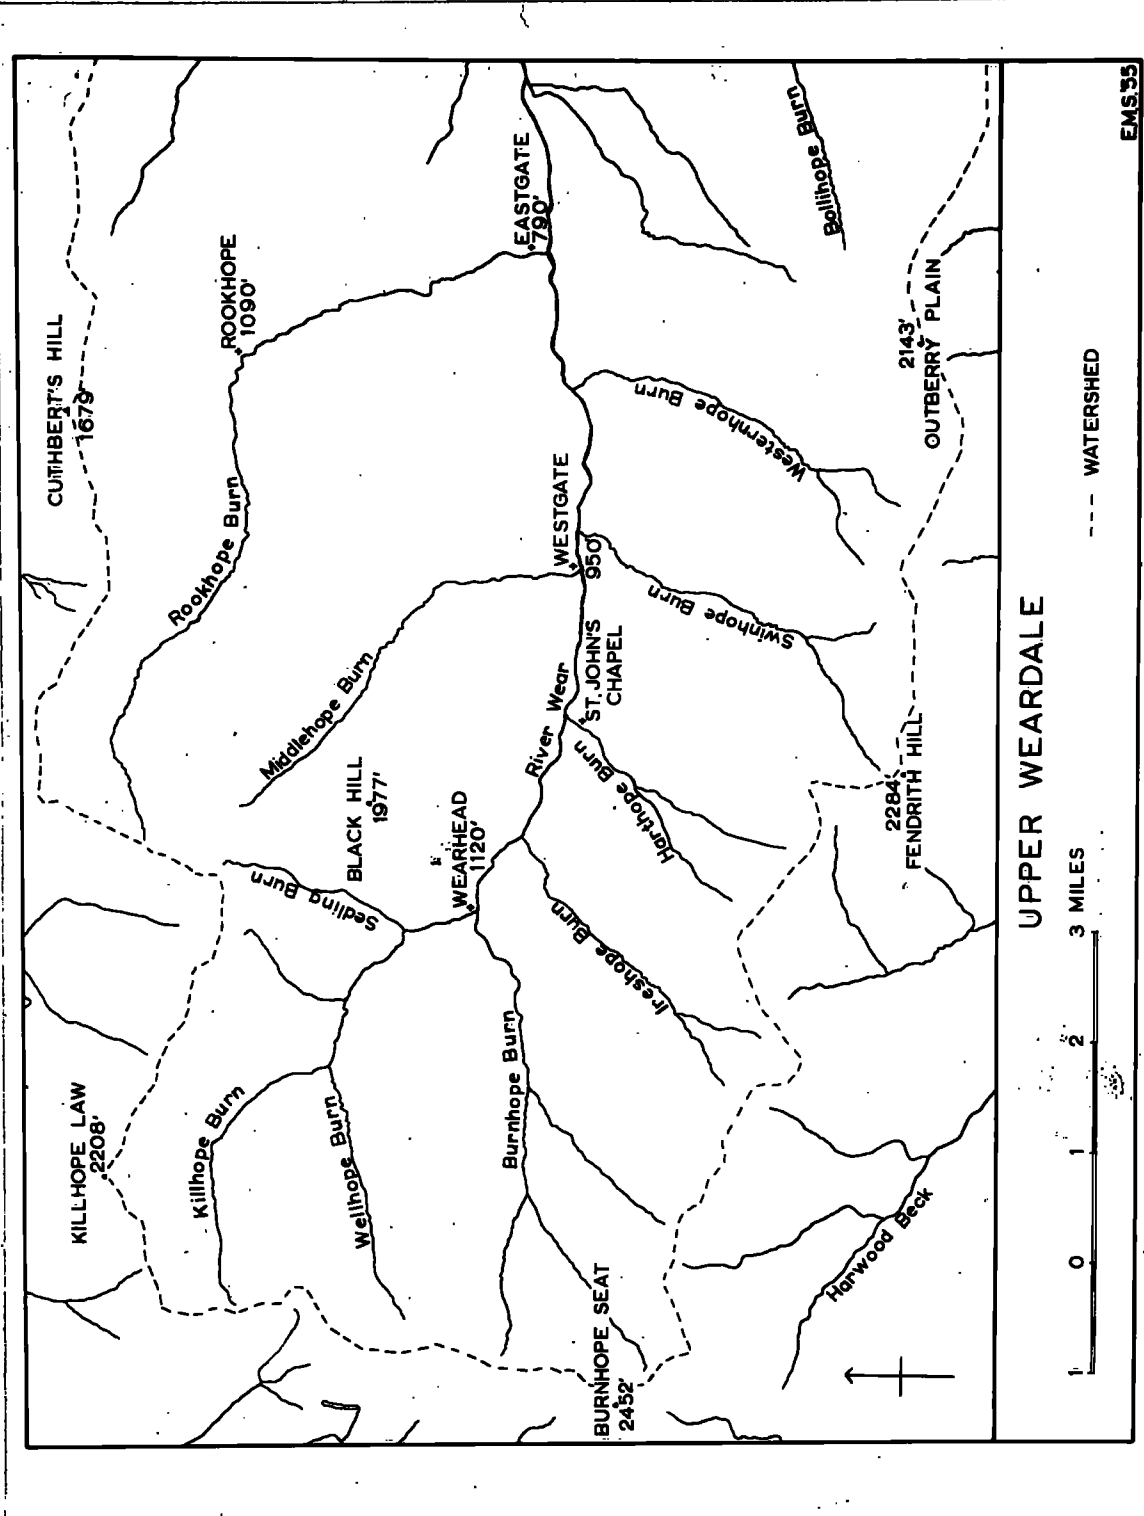 KILLHOPE LAW
2208'
CUTHBERT'S HILL
1679'
Killhope Burn
Sedling Burn
Rookhope Burn
ROOKHOPE
1090'
Wellhope Burn
BLACK HILL
1977'
Middlehope Burn
WEARHEAD
1120'
Burnhope Burn
River Wear
WESTGATE
950'
EASTGATE
790'
ST. JOHN'S
CHAPEL
BURNHOPE SEAT
2452'
Ireshope Burn
Harthope Burn
Swinhope Burn
Westernhope Burn
Bollihope Burn
Harwood Beck
2284'
FENDRITH HILL
2143'
OUTBERRY PLAIN
UPPER WEARDALE
1 0 1 2 3 MILES
--- WATERSHED
E.M.S.'55